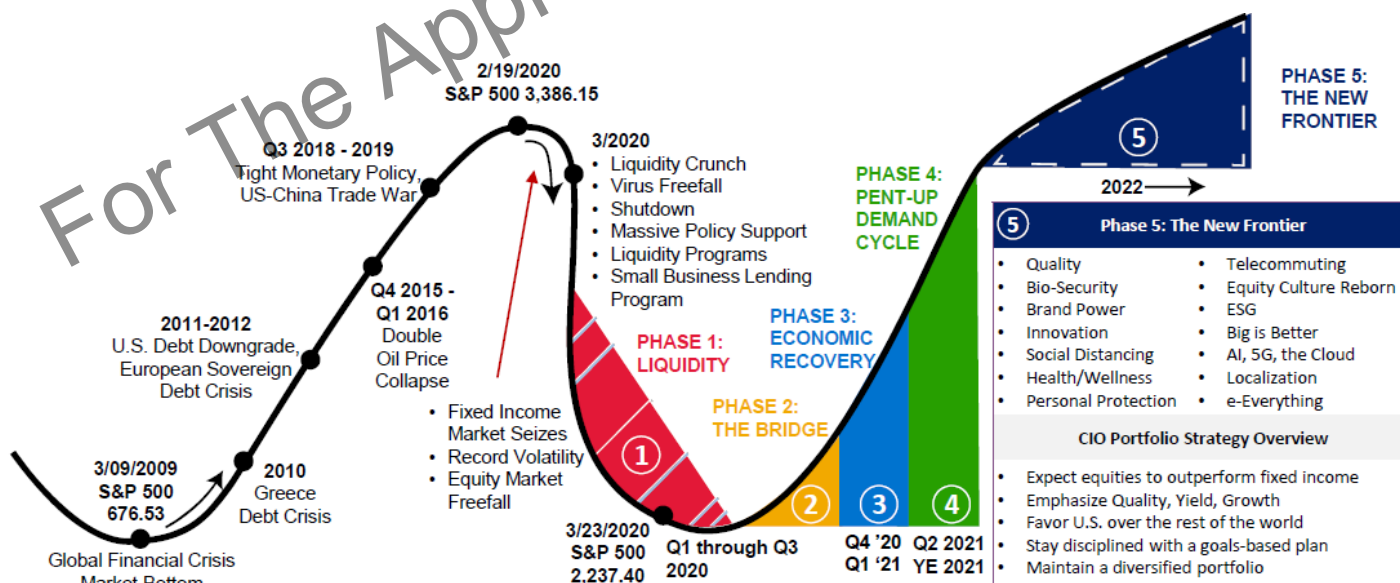 For The Appr
2/19/2020
S&P 500 3,386.15
Q3 2018 - 2019
Tight Monetary Policy,
US-China Trade War
3/2020
• Liquidity Crunch
• Virus Freefall
• Shutdown
• Massive Policy Support
• Liquidity Programs
• Small Business Lending
Program
Q4 2015 -
Q1 2016
Double
Oil Price
Collapse
2011-2012
U.S. Debt Downgrade,
European Sovereign
Debt Crisis
• Fixed Income
Market Seizes
• Record Volatility
• Equity Market
Freefall
3/09/2009
S&P 500
676.53
2010
Greece
Debt Crisis
Global Financial Crisis
Market Bottom
PHASE 1:
LIQUIDITY
1
3/23/2020
S&P 500
2,237.40
Q1 through Q3
2020
PHASE 2:
THE BRIDGE
2
PHASE 3:
ECONOMIC
RECOVERY
3
Q4 '20
Q1 '21
PHASE 4:
PENT-UP
DEMAND
CYCLE
4
Q2 2021
YE 2021
5
PHASE 5:
THE NEW
FRONTIER
2022
5 Phase 5: The New Frontier
• Quality
• Bio-Security
• Brand Power
• Innovation
• Social Distancing
• Health/Wellness
• Personal Protection
• Telecommuting
• Equity Culture Reborn
• ESG
• Big is Better
• AI, 5G, the Cloud
• Localization
• e-Everything
CIO Portfolio Strategy Overview
• Expect equities to outperform fixed income
• Emphasize Quality, Yield, Growth
• Favor U.S. over the rest of the world
• Stay disciplined with a goals-based plan
• Maintain a diversified portfolio